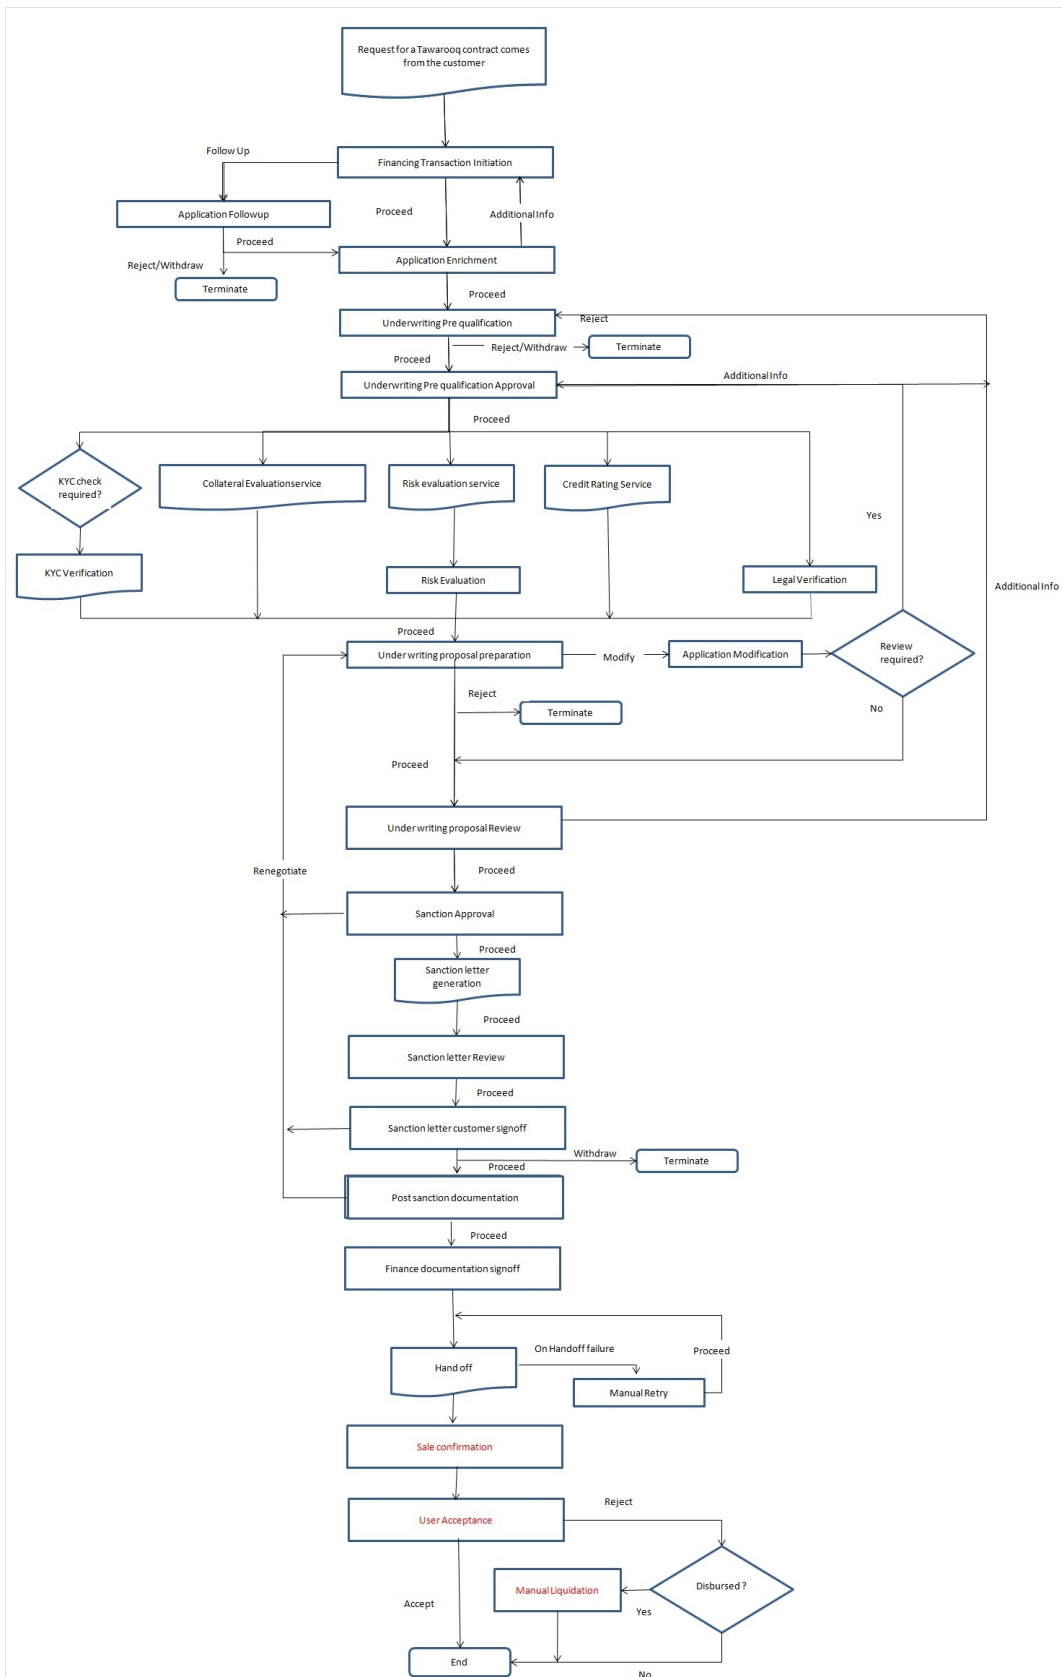 Request for a Tawarooq contract comes
from the customer
Follow Up
Financing Transaction Initiation
Application Followup
Proceed
Additional Info
Proceed
Reject/Withdraw
Application Enrichment
Terminate
Proceed
Reject
Underwriting Pre qualification
Reject/Withdraw
Terminate
Proceed
Additional Info
Underwriting Pre qualification Approval
Proceed
KYC check
required?
Collateral Evaluation service
Risk evaluation service
Credit Rating Service
Yes
KYC Verification
Risk Evaluation
Legal Verification
Additional Info
Proceed
Under writing proposal preparation
Modify
Application Modification
Review
required?
Reject
Terminate
No
Proceed
Under writing proposal Review
Proceed
Renegotiate
Sanction Approval
Proceed
Sanction letter
generation
Proceed
Sanction letter Review
Proceed
Sanction letter customer signoff
Withdraw
Terminate
Proceed
Post sanction documentation
Proceed
Finance documentation signoff
On Handoff failure
Proceed
Hand off
Manual Retry
Sale confirmation
Reject
User Acceptance
Disbursed ?
Manual Liquidation
Yes
Accept
End
No